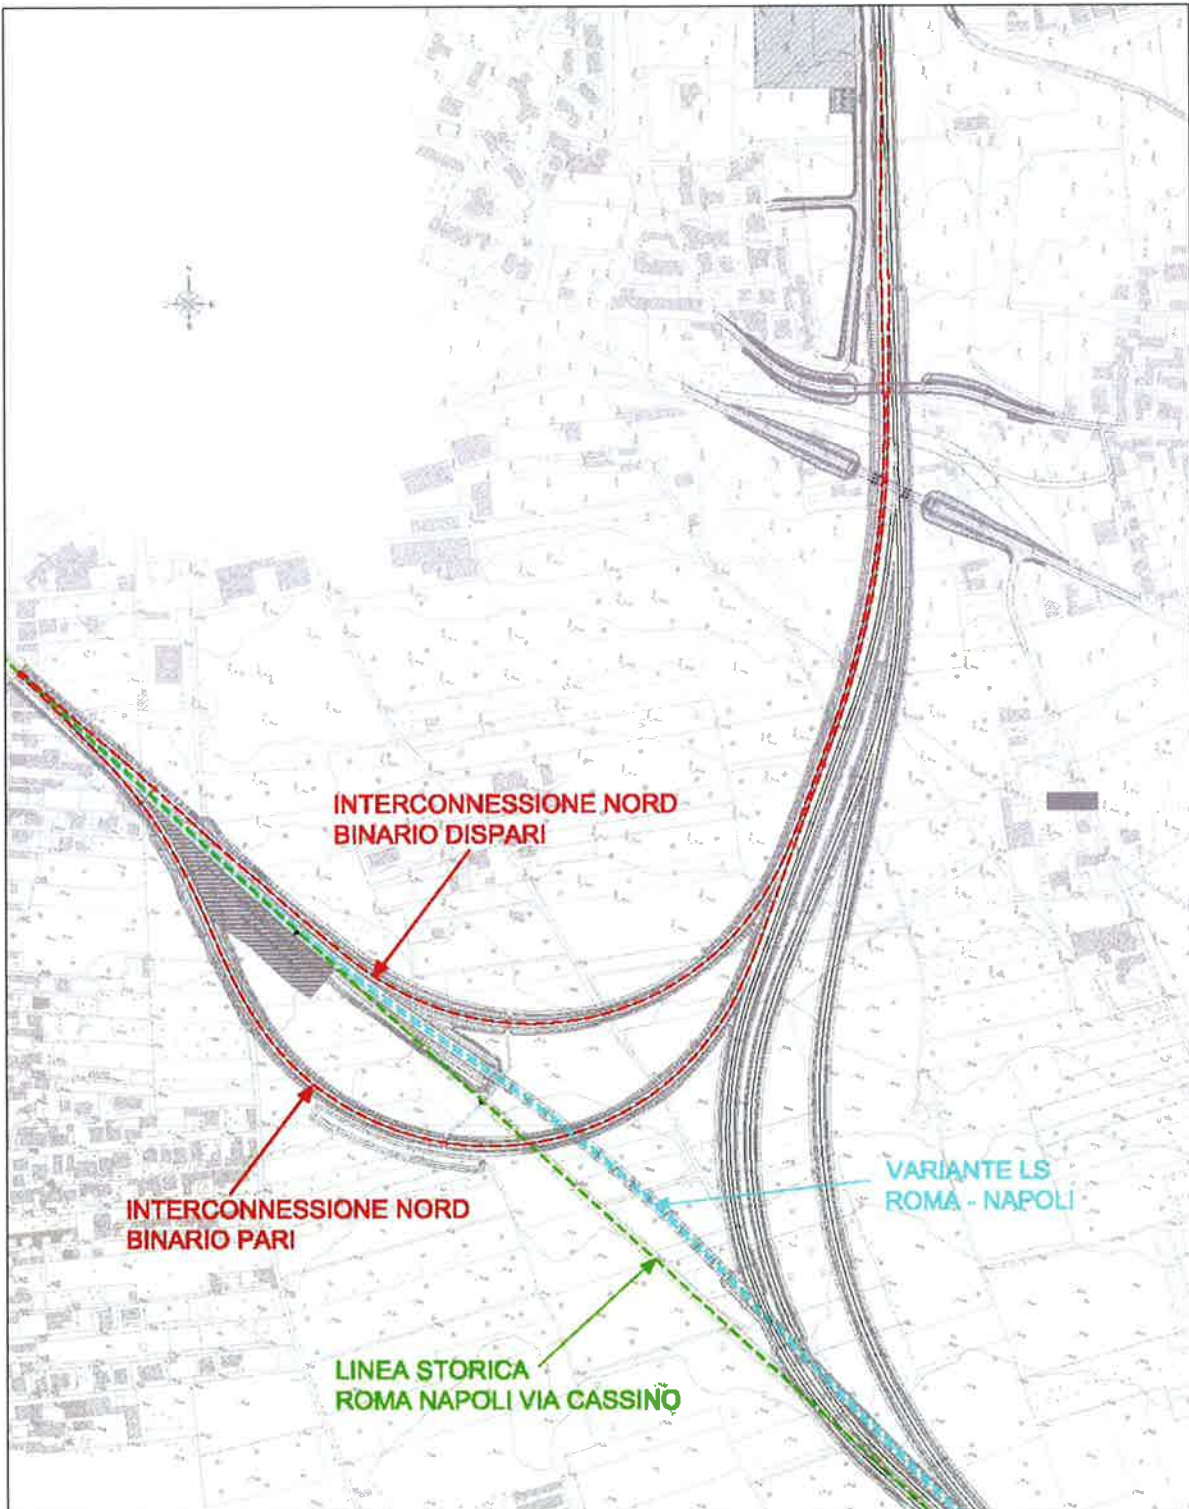 INTERCONNESSIONE NORD
BINARIO DISPARI
VARIANTE LS
ROMA - NAPOLI
INTERCONNESSIONE NORD
BINARIO PARI
LINEA STORICA
ROMA NAPOLI VIA CASSINO